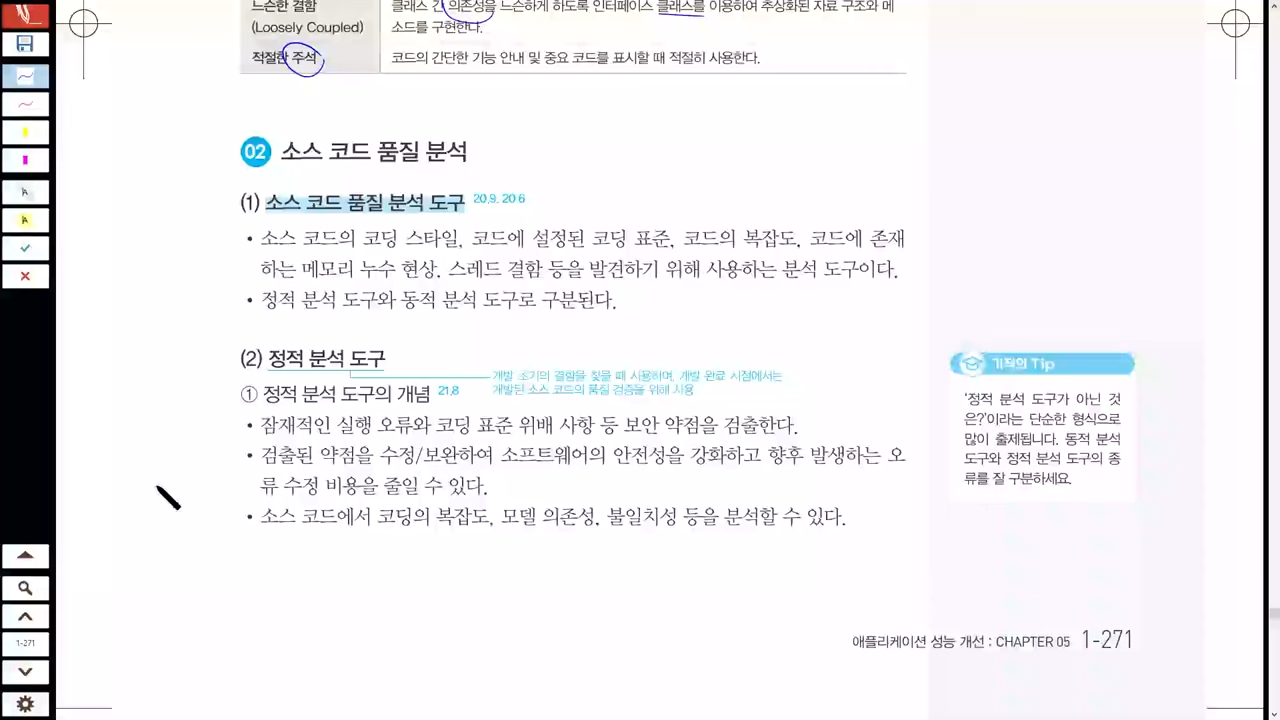 느슨한 결합
(Loosely Coupled)
클래스 간 의존성을 느슨하게 하도록 인터페이스 클래스를 이용하여 추상화된 자료 구조와 메
소드를 구현한다.
적절한 주석
코드의 간단한 기능 안내 및 중요 코드를 표시할 때 적절히 사용한다.
02 소스 코드 품질 분석
(1) 소스 코드 품질 분석 도구 20.9, 20.6
• 소스 코드의 코딩 스타일, 코드에 설정된 코딩 표준, 코드의 복잡도, 코드에 존재
하는 메모리 누수 현상, 스레드 결함 등을 발견하기 위해 사용하는 분석 도구이다.
• 정적 분석 도구와 동적 분석 도구로 구분된다.
(2) 정적 분석 도구
개발 초기의 결함을 찾을 때 사용하며, 개발 완료 시점에서는
개발된 소스 코드의 품질 검증을 위해 사용
① 정적 분석 도구의 개념 21.8
• 잠재적인 실행 오류와 코딩 표준 위배 사항 등 보안 약점을 검출한다.
• 검출된 약점을 수정/보완하여 소프트웨어의 안전성을 강화하고 향후 발생하는 오
류 수정 비용을 줄일 수 있다.
• 소스 코드에서 코딩의 복잡도, 모델 의존성, 불일치성 등을 분석할 수 있다.
기적의 Tip
'정적 분석 도구가 아닌 것
은?'이라는 단순한 형식으로
많이 출제됩니다. 동적 분석
도구와 정적 분석 도구의 종
류를 잘 구분하세요.
애플리케이션 성능 개선 : CHAPTER 05 1-271
1-271